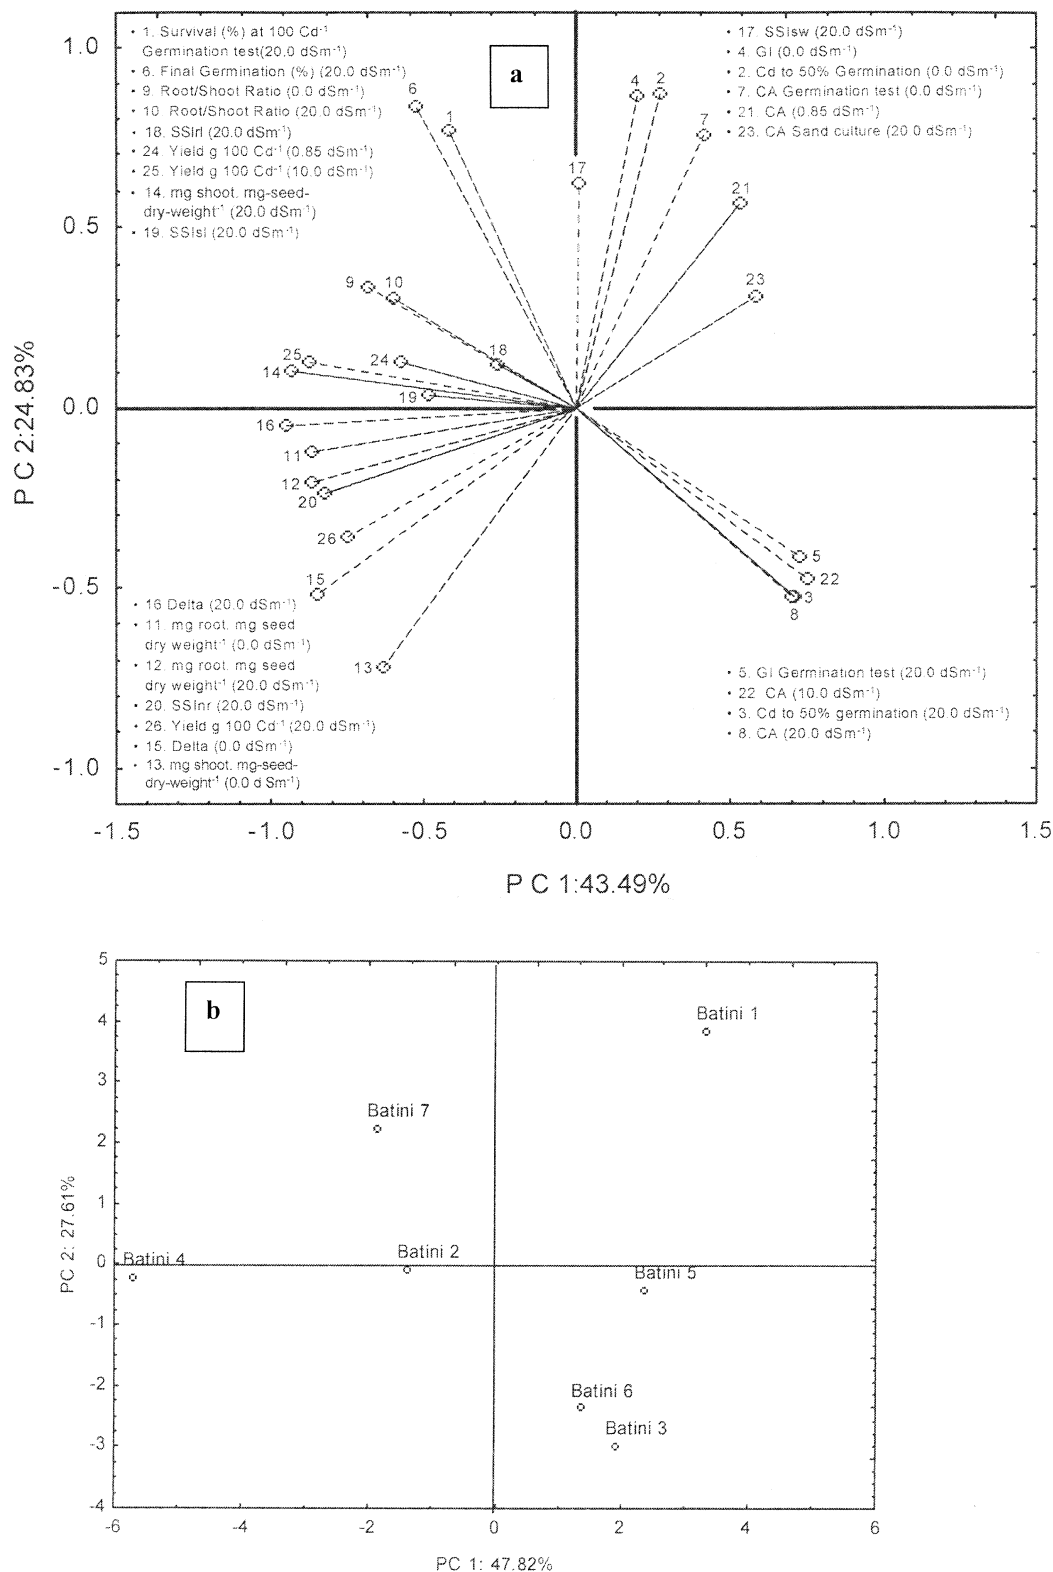 a
1.0
0.5
0.0
-0.5
-1.0
P C 2:24.83%
• 1. Survival (%) at 100 Cd⁻¹
Germination test(20.0 dSm⁻¹)
• 6. Final Germination (%) (20.0 dSm⁻¹)
• 9. Root/Shoot Ratio (0.0 dSm⁻¹)
• 10. Root/Shoot Ratio (20.0 dSm⁻¹)
• 18. SSIrl (20.0 dSm⁻¹)
• 24. Yield g 100 Cd⁻¹ (0.85 dSm⁻¹)
• 25. Yield g 100 Cd⁻¹ (10.0 dSm⁻¹)
• 14. mg shoot. mg-seed-
dry-weight⁻¹ (20.0 dSm⁻¹)
• 19. SSIsl (20.0 dSm⁻¹)
• 17. SSIsw (20.0 dSm⁻¹)
• 4. GI (0.0 dSm⁻¹)
• 2. Cd to 50% Germination (0.0 dSm⁻¹)
• 7. CA Germination test (0.0 dSm⁻¹)
• 21. CA (0.85 dSm⁻¹)
• 23. CA Sand culture (20.0 dSm⁻¹)
6
1
4
2
7
17
21
23
9
10
18
25
24
14
19
16
11
12
20
26
15
13
5
22
3
8
• 16 Delta (20.0 dSm⁻¹)
• 11. mg root. mg seed
dry weight⁻¹ (0.0 dSm⁻¹)
• 12. mg root. mg seed
dry weight⁻¹ (20.0 dSm⁻¹)
• 20. SSInr (20.0 dSm⁻¹)
• 26. Yield g 100 Cd⁻¹ (20.0 dSm⁻¹)
• 15. Delta (0.0 dSm⁻¹)
• 13. mg shoot. mg-seed-
dry-weight⁻¹ (0.0 d Sm⁻¹)
• 5. GI Germination test (20.0 dSm⁻¹)
• 22 CA (10.0 dSm⁻¹)
• 3. Cd to 50% germination (20.0 dSm⁻¹)
• 8. CA (20.0 dSm⁻¹)
-1.5 -1.0 -0.5 0.0 0.5 1.0 1.5
P C 1:43.49%
b
5
4
3
2
1
0
-1
-2
-3
-4
PC 2: 27.61%
Batini 1
Batini 7
Batini 2
Batini 4
Batini 5
Batini 6
Batini 3
-6 -4 -2 0 2 4 6
PC 1: 47.82%